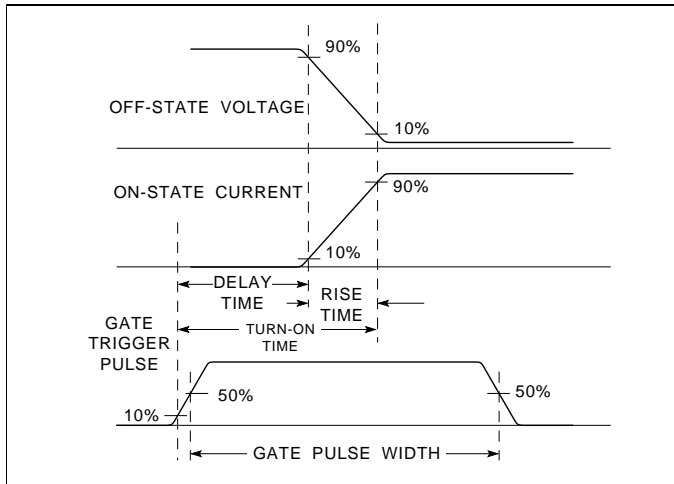 90%
OFF-STATE VOLTAGE
10%
ON-STATE CURRENT
90%
10%
DELAY
TIME
RISE
TIME
TURN-ON
TIME
GATE
TRIGGER
PULSE
50%
50%
10%
GATE PULSE WIDTH